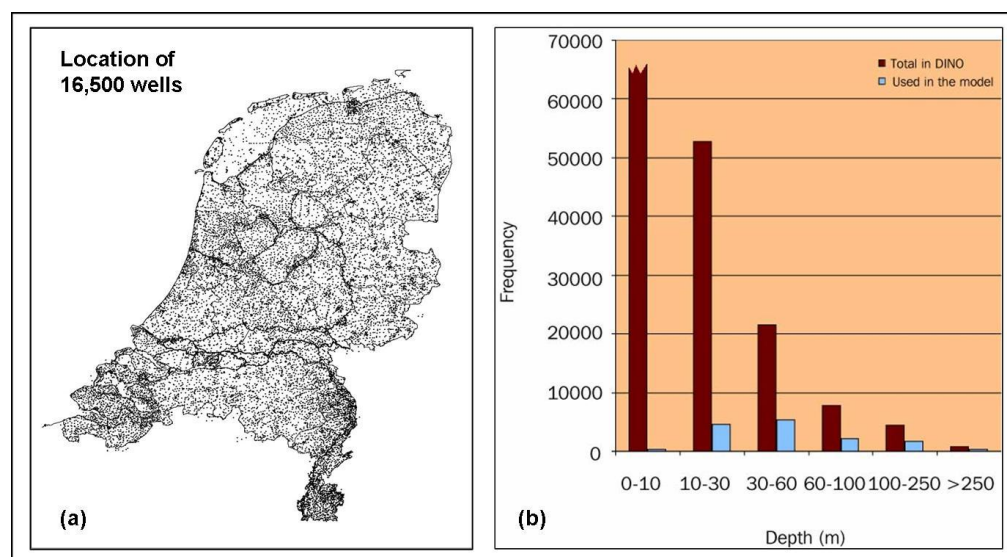 Location of
16,500 wells
(a)
70000
60000
50000
40000
30000
20000
10000
0
Frequency
Total in DINO
Used in the model
0-10 10-30 30-60 60-100 100-250 >250
(b)
Depth (m)